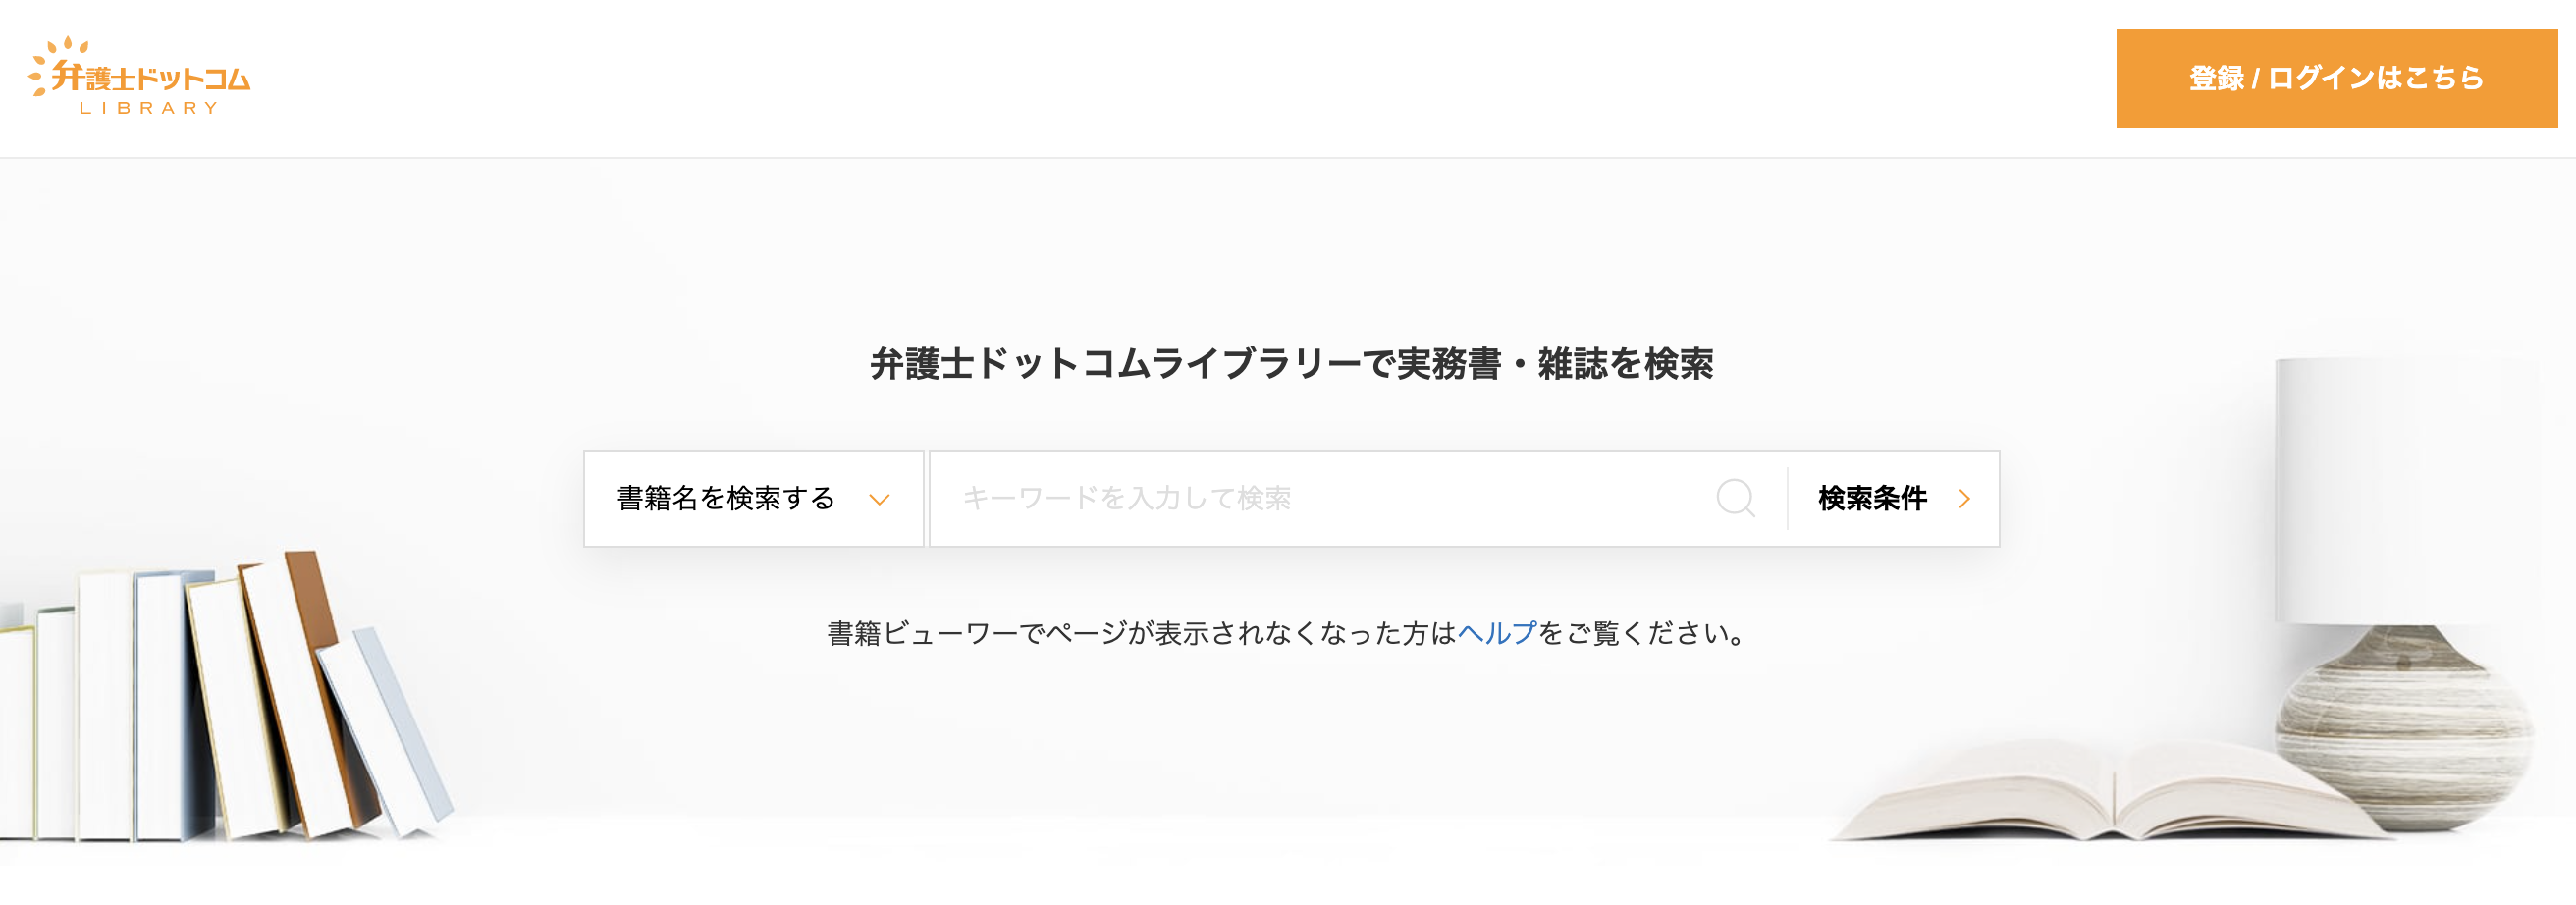 弁護士ドットコム
LIBRARY
登録 / ログインはこちら
弁護士ドットコムライブラリーで実務書・雑誌を検索
書籍名を検索する
キーワードを入力して検索
検索条件
書籍ビューワーでページが表示されなくなった方はヘルプをご覧ください。